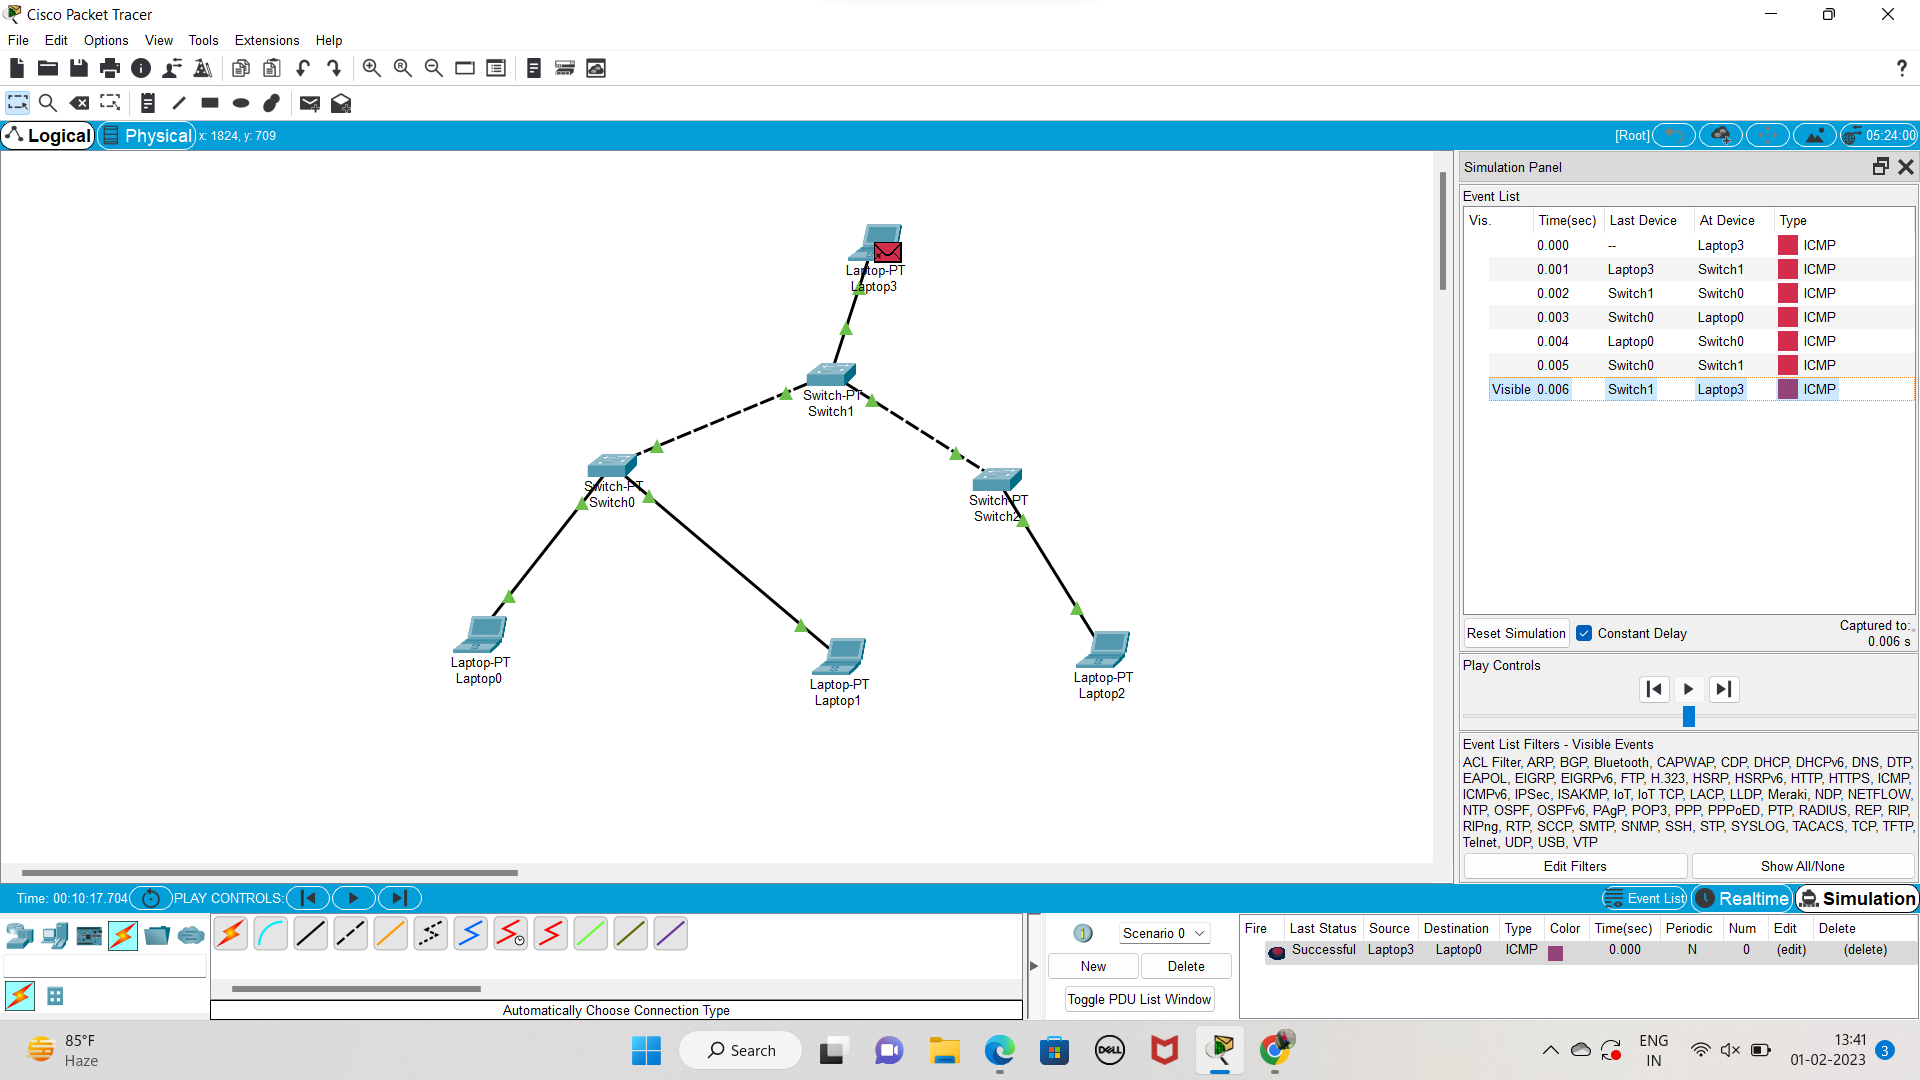 Cisco Packet Tracer
File Edit Options View Tools Extensions Help
?
Logical Physical x: 1824, y: 709 [Root] 05:24:00
Laptop-PT
Laptop3
Switch-PT
Switch1
Switch-PT
Switch0
Switch-PT
Switch2
Laptop-PT
Laptop0
Laptop-PT
Laptop1
Laptop-PT
Laptop2
Simulation Panel
Event List
Vis. Time(sec) Last Device At Device Type
0.000 -- Laptop3 ICMP
0.001 Laptop3 Switch1 ICMP
0.002 Switch1 Switch0 ICMP
0.003 Switch0 Laptop0 ICMP
0.004 Laptop0 Switch0 ICMP
0.005 Switch0 Switch1 ICMP
Visible 0.006 Switch1 Laptop3 ICMP
Reset Simulation Constant Delay Captured to:
0.006 s
Play Controls
Event List Filters - Visible Events
ACL Filter, ARP, BGP, Bluetooth, CAPWAP, CDP, DHCP, DHCPv6, DNS, DTP,
EAPOL, EIGRP, EIGRPv6, FTP, H.323, HSRP, HSRPv6, HTTP, HTTPS, ICMP,
ICMPv6, IPSec, ISAKMP, IoT, IoT TCP, LACP, LLDP, Meraki, NDP, NETFLOW,
NTP, OSPF, OSPFv6, PAgP, POP3, PPP, PPPoED, PTP, RADIUS, REP, RIP,
RIPng, RTP, SCCP, SMTP, SNMP, SSH, STP, SYSLOG, TACACS, TCP, TFTP,
Telnet, UDP, USB, VTP
Edit Filters Show All/None
Time: 00:10:17.704 PLAY CONTROLS: Event List Realtime Simulation
Automatically Choose Connection Type
1 Scenario 0
New Delete
Toggle PDU List Window
Fire Last Status Source Destination Type Color Time(sec) Periodic Num Edit Delete
Successful Laptop3 Laptop0 ICMP 0.000 N 0 (edit) (delete)
85°F
Haze
Search
DELL
ENG
IN
13:41
01-02-2023
3